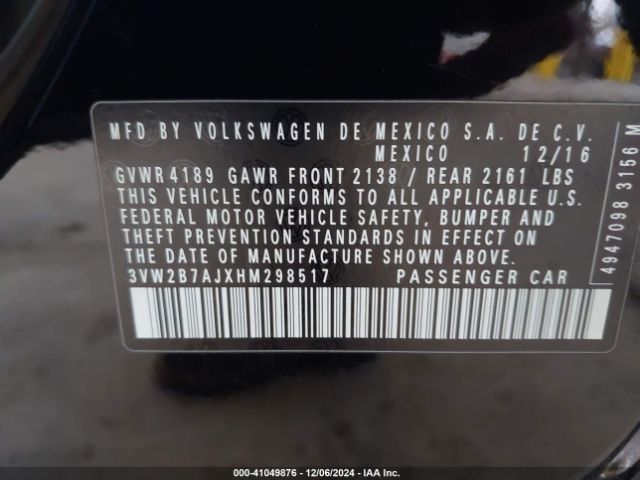 MFD BY VOLKSWAGEN DE MEXICO S.A. DE C.V.
MEXICO 12/16
GVWR 4189 GAWR FRONT 2138 / REAR 2161 LBS
THIS VEHICLE CONFORMS TO ALL APPLICABLE U.S.
FEDERAL MOTOR VEHICLE SAFETY, BUMPER AND
THEFT PREVENTION STANDARDS IN EFFECT ON
THE DATE OF MANUFACTURE SHOWN ABOVE.
3VW2B7AJXHM298517 PASSENGER CAR
4947098 3156 M
000-41049876 - 12/06/2024 - IAAI.COM